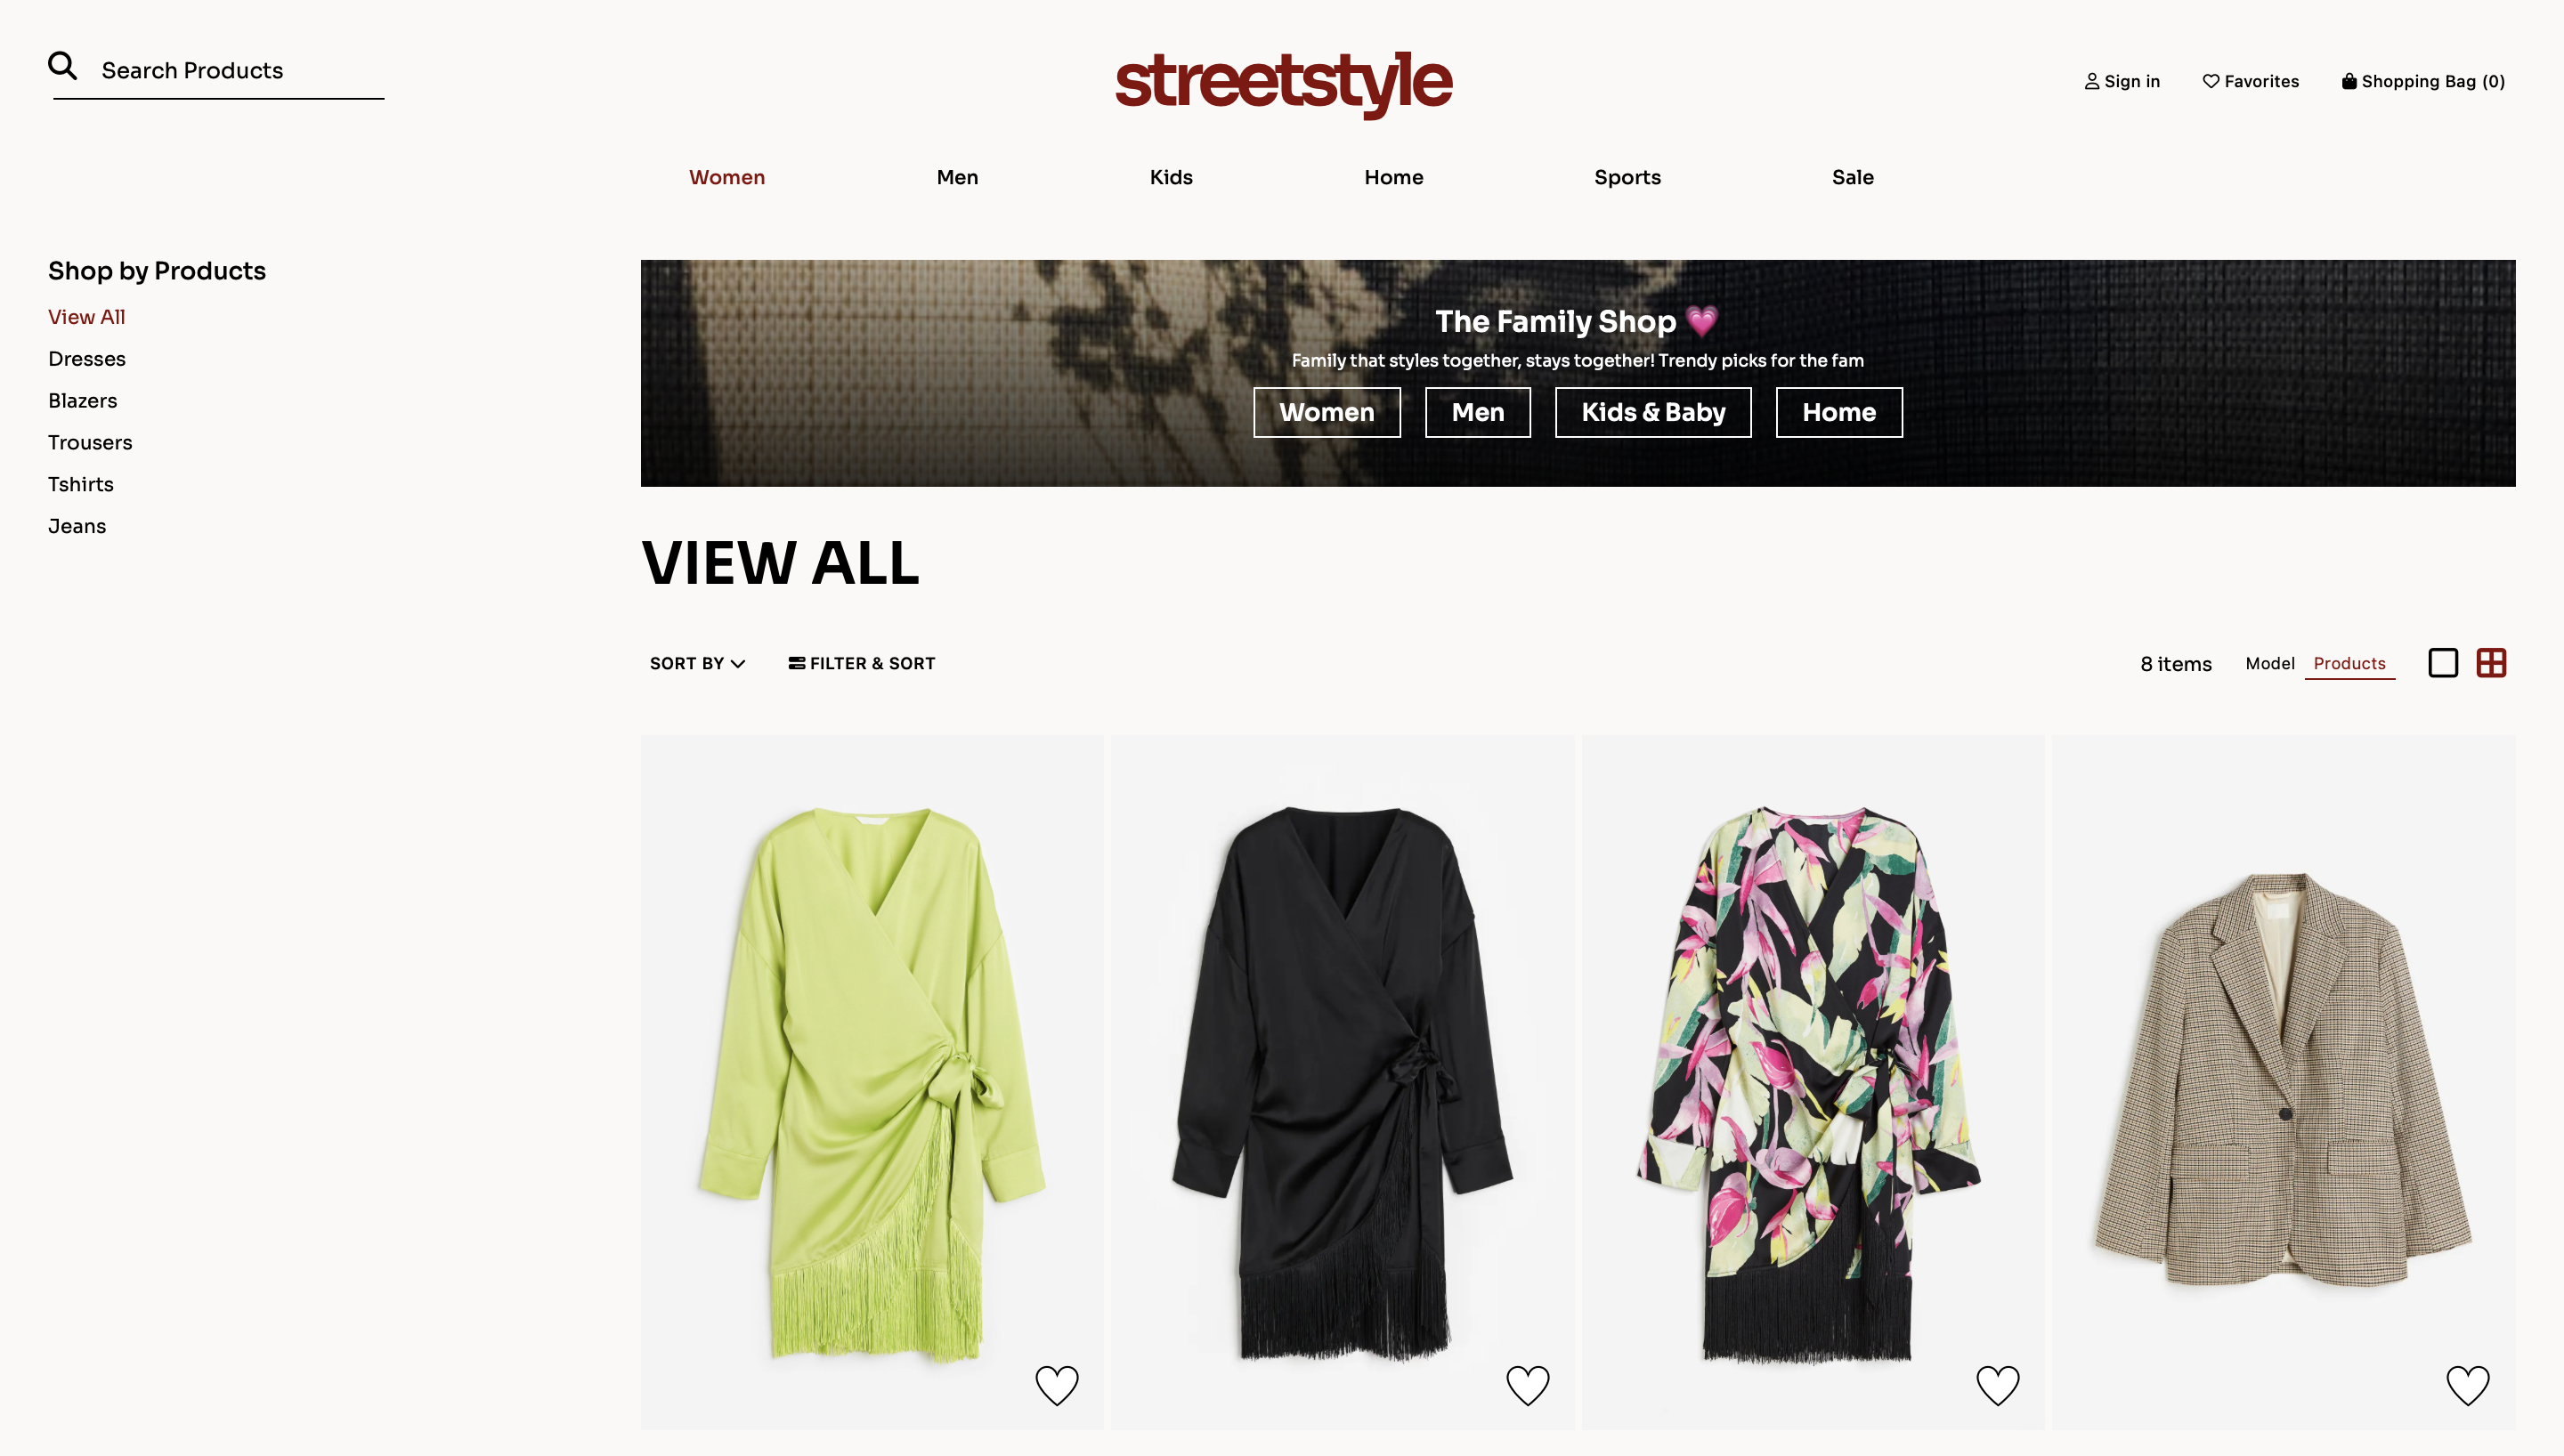 Search Products
streetstyle
Sign in
Favorites
Shopping Bag (0)
Women
Men
Kids
Home
Sports
Sale
Shop by Products
View All
Dresses
Blazers
Trousers
Tshirts
Jeans
The Family Shop 💗
Family that styles together, stays together! Trendy picks for the fam
Women
Men
Kids & Baby
Home
VIEW ALL
SORT BY
FILTER & SORT
8 items
Model
Products